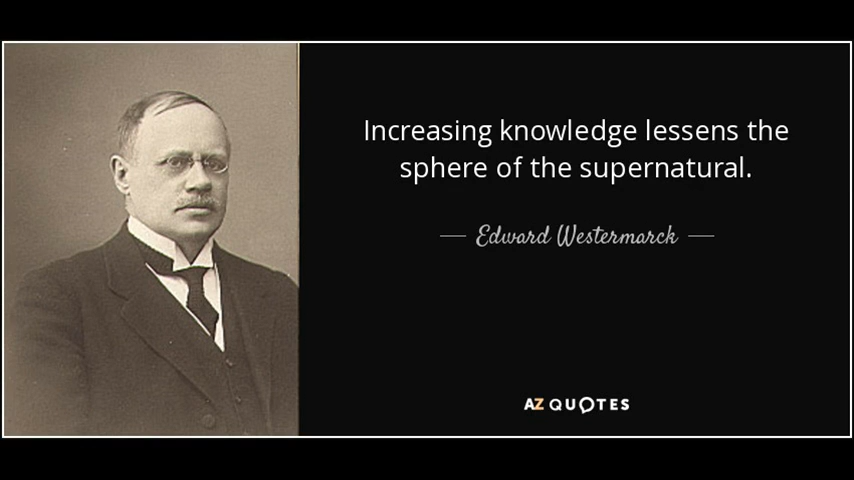 Increasing knowledge lessens the
sphere of the supernatural.
Edward Westermarck
AZ QUOTES